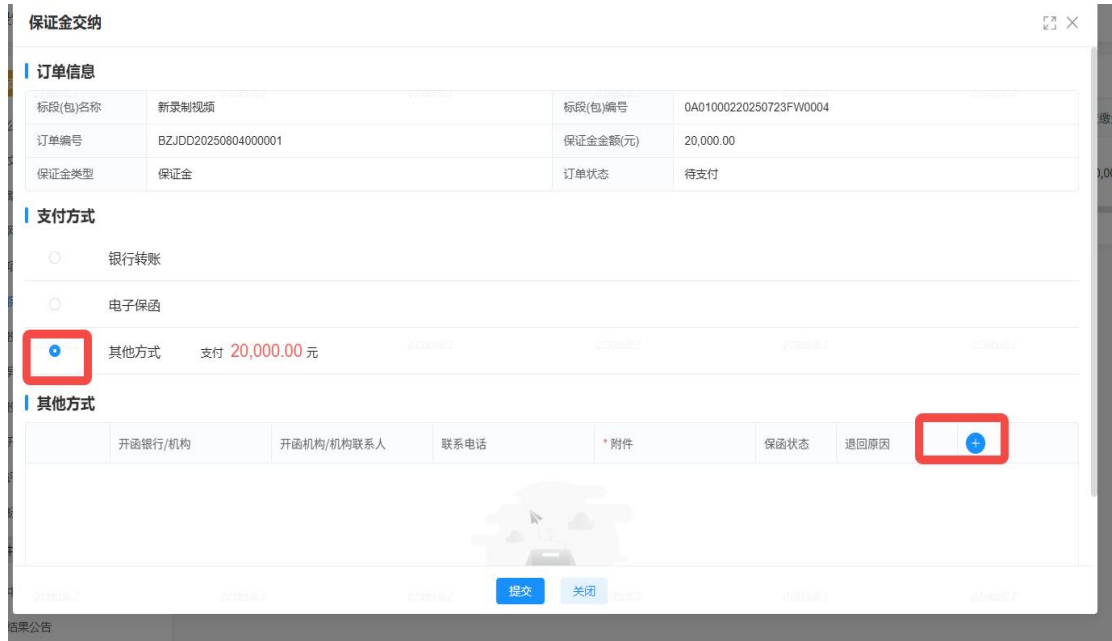 保证金交纳
订单信息
标段(包)名称 新录制视频 标段(包)编号 0A01000220250723FW0004
订单编号 BZJDD20250804000001 保证金金额(元) 20,000.00
保证金类型 保证金 订单状态 待支付
支付方式
银行转账
电子保函
其他方式 支付 20,000.00 元
其他方式
开函银行/机构 开函机构/机构联系人 联系电话 * 附件 保函状态 退回原因
提交 关闭
结果公告